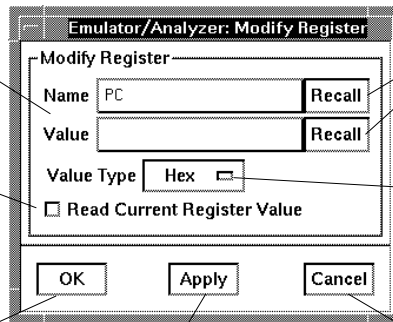 Emulator/Analyzer: Modify Register
Modify Register
Name PC Recall
Value Recall
Value Type Hex
Read Current Register Value
OK Apply Cancel